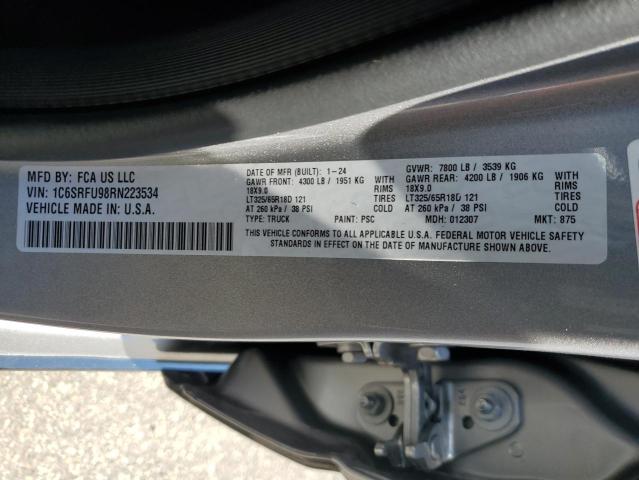 MFD BY: FCA US LLC
VIN: 1C6SRFU98RN223534
VEHICLE MADE IN: U.S.A.
DATE OF MFR (BUILT): 1-24
GAWR FRONT: 4300 LB / 1951 KG WITH
18X9.0 RIMS
LT325/65R18D 121 TIRES
AT 260 kPa / 38 PSI COLD
GVWR: 7800 LB / 3539 KG
GAWR REAR: 4200 LB / 1906 KG WITH
18X9.0 RIMS
LT325/65R18D 121 TIRES
AT 260 kPa / 38 PSI COLD
TYPE: TRUCK PAINT: PSC MDH: 012307 MKT: 875
THIS VEHICLE CONFORMS TO ALL APPLICABLE U.S.A. FEDERAL MOTOR VEHICLE SAFETY
STANDARDS IN EFFECT ON THE DATE OF MANUFACTURE SHOWN ABOVE.